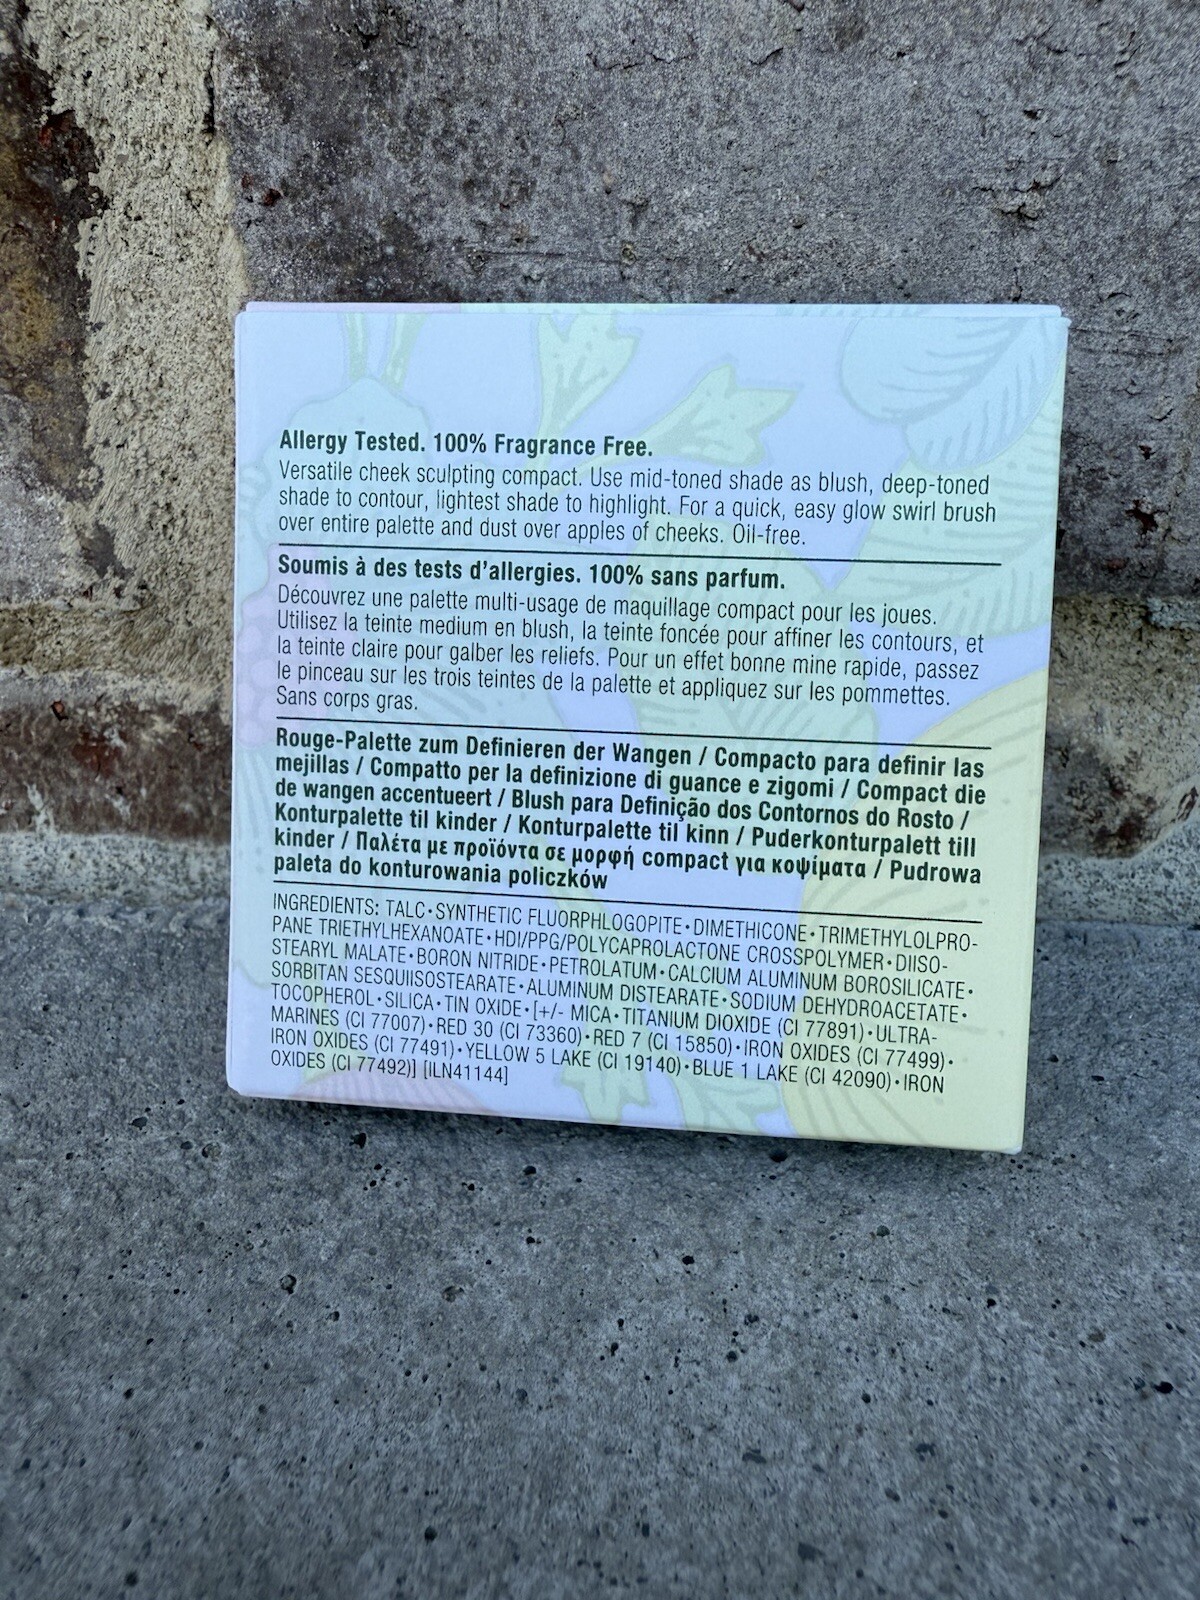 Allergy Tested. 100% Fragrance Free.
Versatile cheek sculpting compact. Use mid-toned shade as blush, deep-toned
shade to contour, lightest shade to highlight. For a quick, easy glow swirl brush
over entire palette and dust over apples of cheeks. Oil-free.
Soumis à des tests d'allergies. 100% sans parfum.
Découvrez une palette multi-usage de maquillage compact pour les joues.
Utilisez la teinte medium en blush, la teinte foncée pour affiner les contours, et
la teinte claire pour galber les reliefs. Pour un effet bonne mine rapide, passez
le pinceau sur les trois teintes de la palette et appliquez sur les pommettes.
Sans corps gras.
Rouge-Palette zum Definieren der Wangen / Compacto para definir las
mejillas / Compatto per la definizione di guance e zigomi / Compact die
de wangen accentueert / Blush para Definição dos Contornos do Rosto /
Konturpalette til kinder / Konturpalette til kinn / Puderkonturpalett till
kinder / Παλέτα με προϊόντα σε μορφή compact για κοψίματα / Pudrowa
paleta do konturowania policzków
INGREDIENTS: TALC•SYNTHETIC FLUORPHLOGOPITE•DIMETHICONE•TRIMETHYLOLPRO-
PANE TRIETHYLHEXANOATE•HDI/PPG/POLYCAPROLACTONE CROSSPOLYMER•DIISO-
STEARYL MALATE•BORON NITRIDE•PETROLATUM•CALCIUM ALUMINUM BOROSILICATE•
SORBITAN SESQUIISOSTEARATE•ALUMINUM DISTEARATE•SODIUM DEHYDROACETATE•
TOCOPHEROL•SILICA•TIN OXIDE•[+/- MICA•TITANIUM DIOXIDE (CI 77891)•ULTRA-
MARINES (CI 77007)•RED 30 (CI 73360)•RED 7 (CI 15850)•IRON OXIDES (CI 77499)•
IRON OXIDES (CI 77491)•YELLOW 5 LAKE (CI 19140)•BLUE 1 LAKE (CI 42090)•IRON
OXIDES (CI 77492)] [ILN41144]